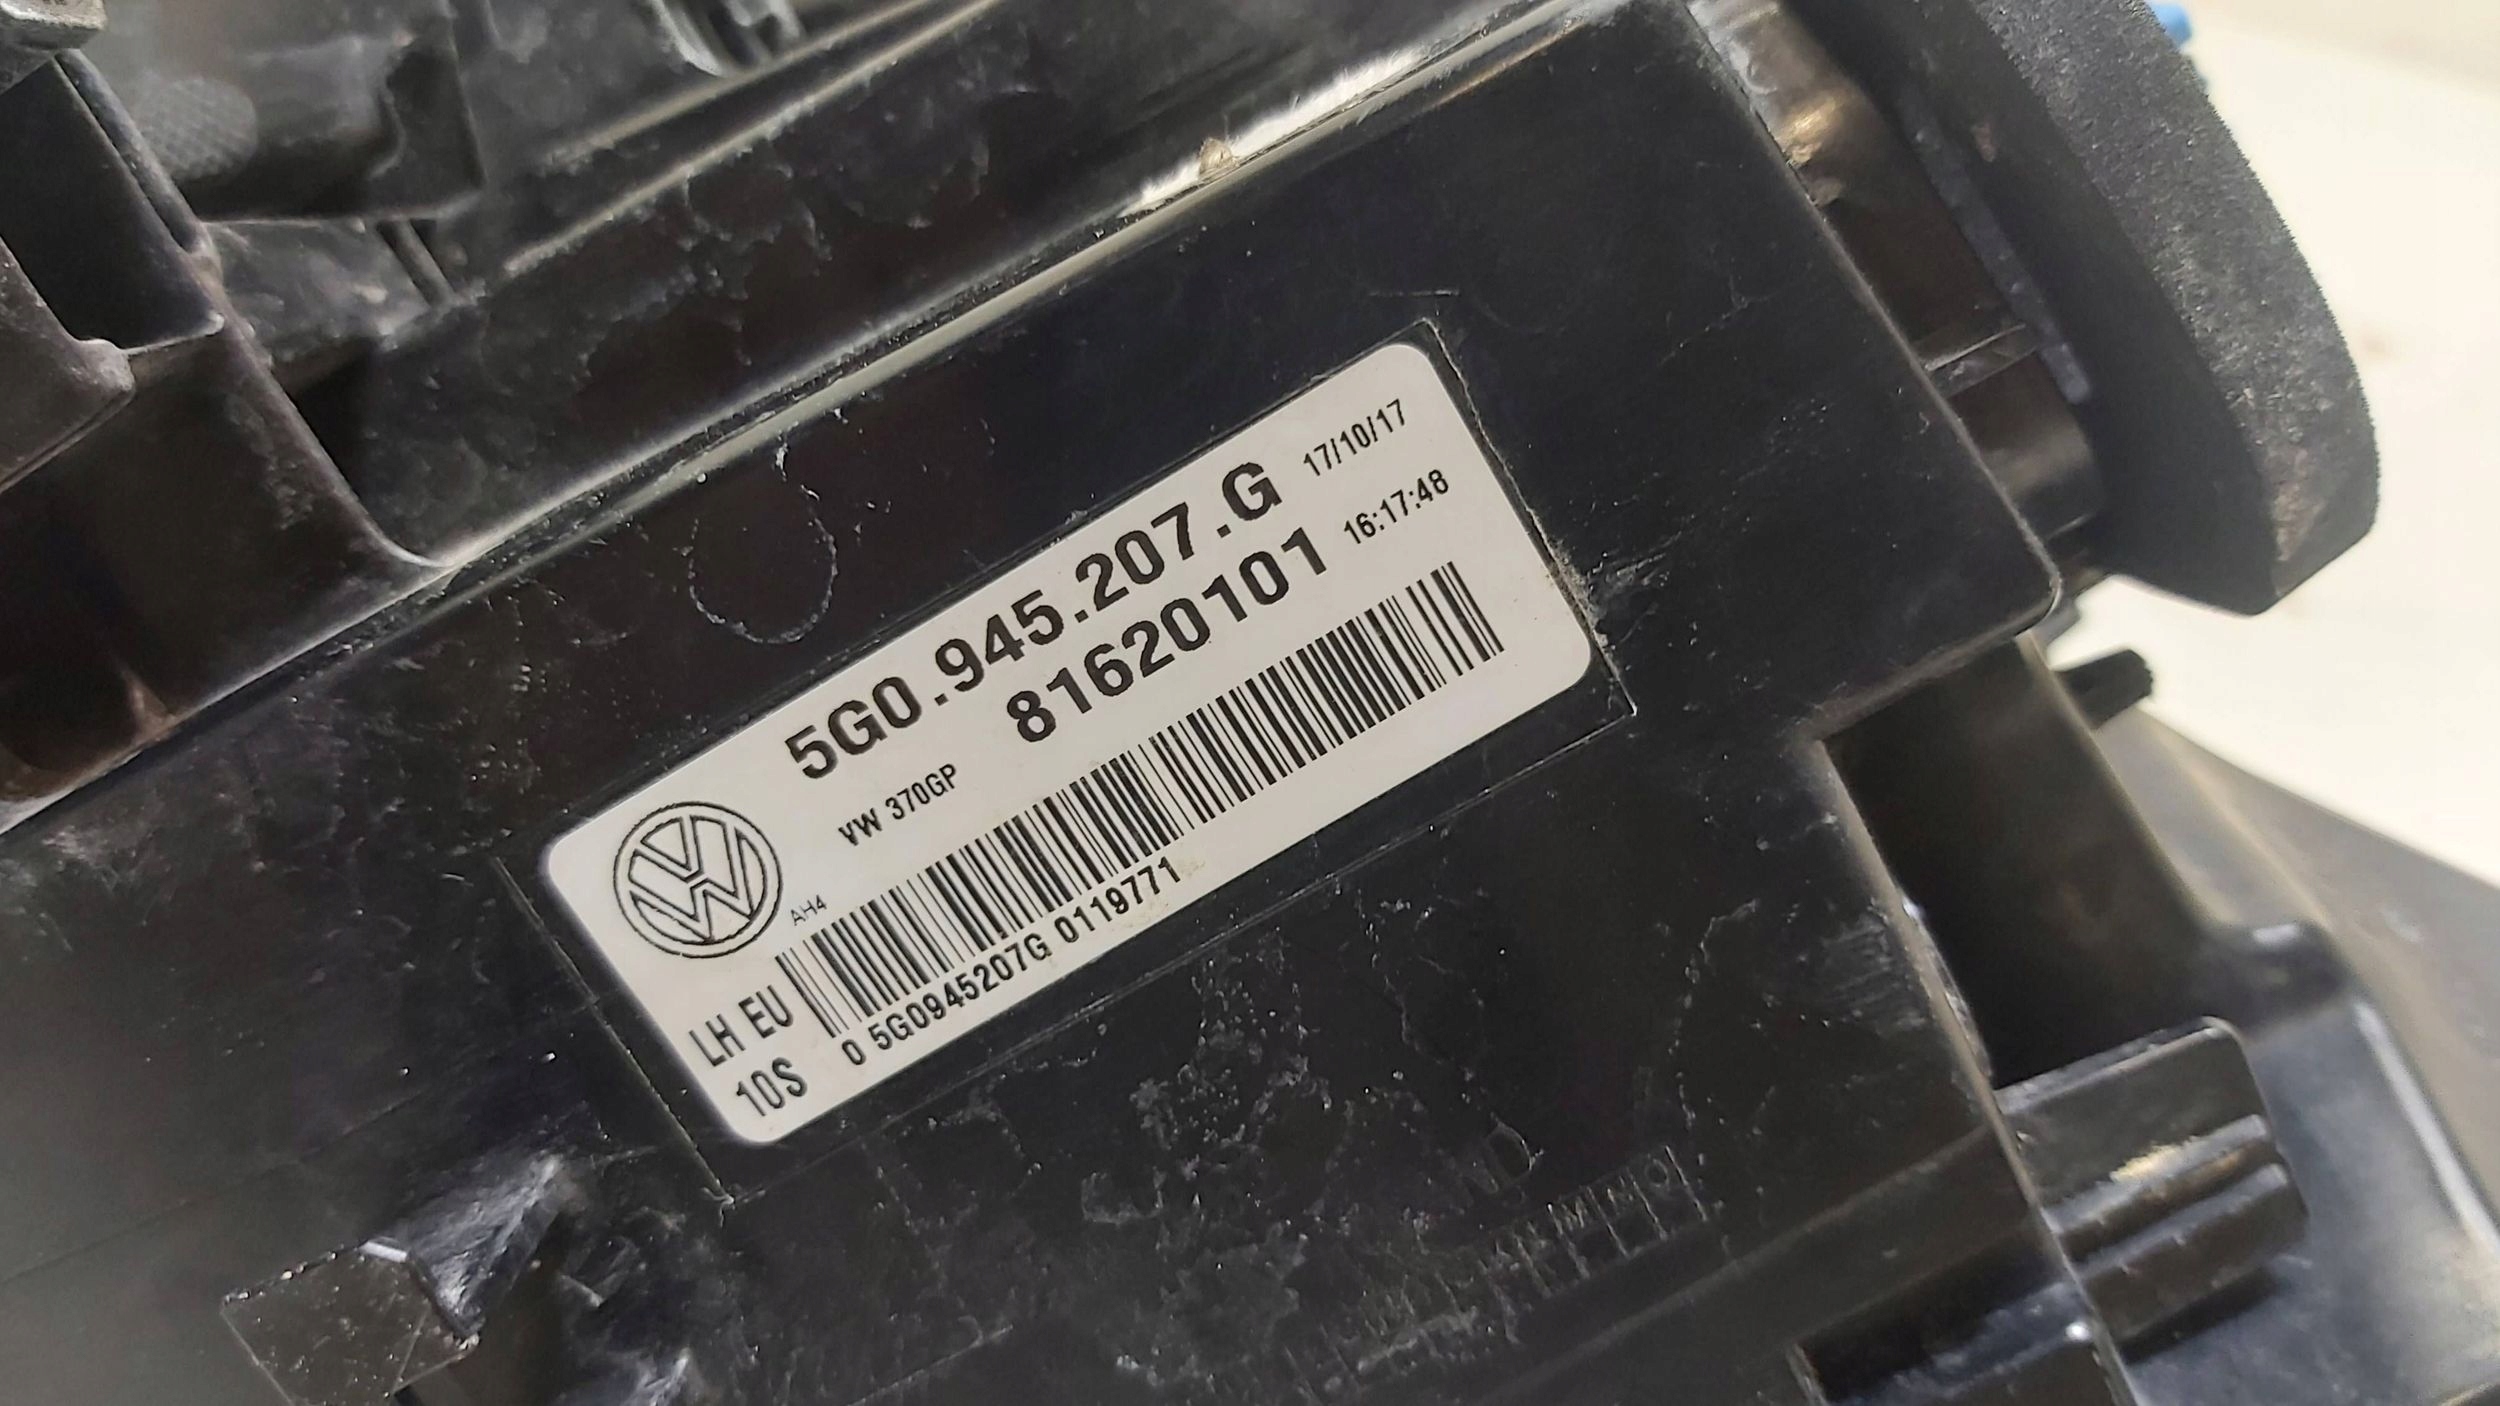 5G0.945.207.G 17/10/17
81620101 16:17:48
VW 370GP
AH4
LH EU
10S
0 5G0945207G 0119771